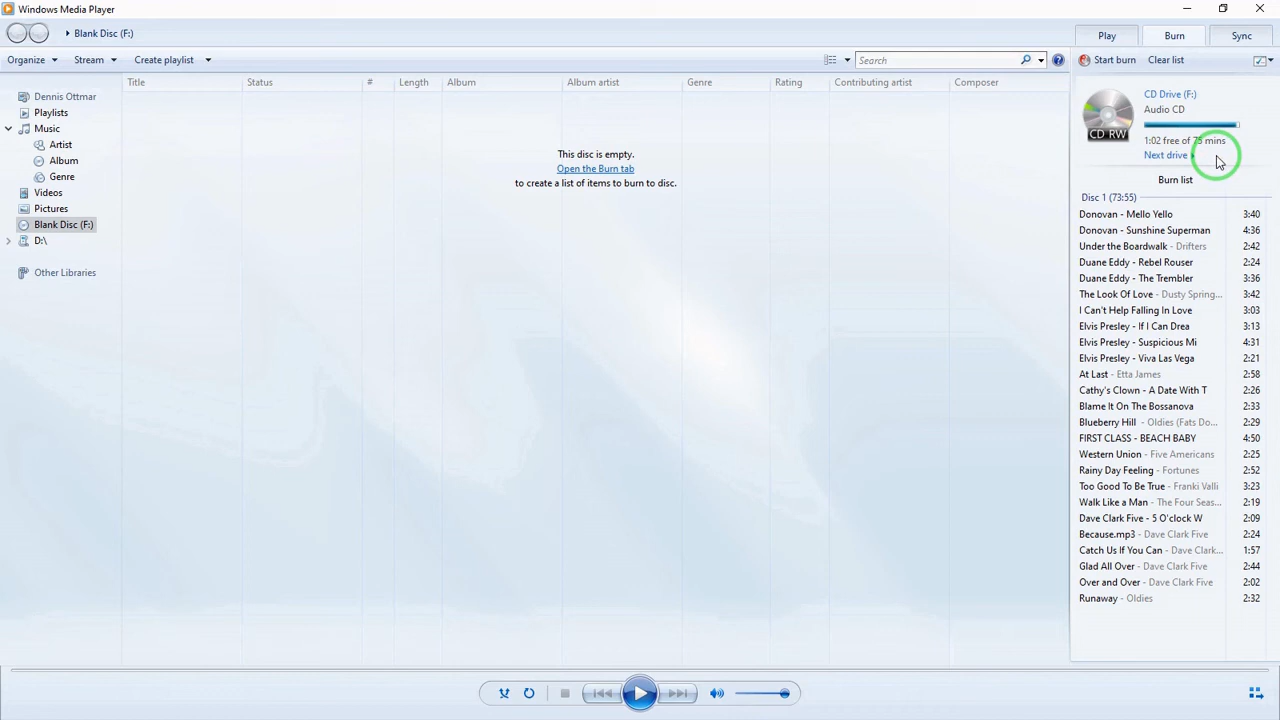 Windows Media Player
Blank Disc (F:)
Play Burn Sync
Organize Stream Create playlist Search
Start burn Clear list
Title Status # Length Album Album artist Genre Rating Contributing artist Composer
Dennis Ottmar
Playlists
Music
Artist
Album
Genre
Videos
Pictures
Blank Disc (F:)
D:\
Other Libraries
This disc is empty.
Open the Burn tab
to create a list of items to burn to disc.
CD RW
CD Drive (F:)
Audio CD
1:02 free of 75 mins
Next drive
Burn list
Disc 1 (73:55)
Donovan - Mello Yello 3:40
Donovan - Sunshine Superman 4:36
Under the Boardwalk - Drifters 2:42
Duane Eddy - Rebel Rouser 2:24
Duane Eddy - The Trembler 3:36
The Look Of Love - Dusty Spring... 3:42
I Can't Help Falling In Love 3:03
Elvis Presley - If I Can Drea 3:13
Elvis Presley - Suspicious Mi 4:31
Elvis Presley - Viva Las Vega 2:21
At Last - Etta James 2:58
Cathy's Clown - A Date With T 2:26
Blame It On The Bossanova 2:33
Blueberry Hill - Oldies (Fats Do... 2:29
FIRST CLASS - BEACH BABY 4:50
Western Union - Five Americans 2:25
Rainy Day Feeling - Fortunes 2:52
Too Good To Be True - Franki Valli 3:23
Walk Like a Man - The Four Seas... 2:19
Dave Clark Five - 5 O'clock W 2:09
Because.mp3 - Dave Clark Five 2:24
Catch Us If You Can - Dave Clark... 1:57
Glad All Over - Dave Clark Five 2:44
Over and Over - Dave Clark Five 2:02
Runaway - Oldies 2:32